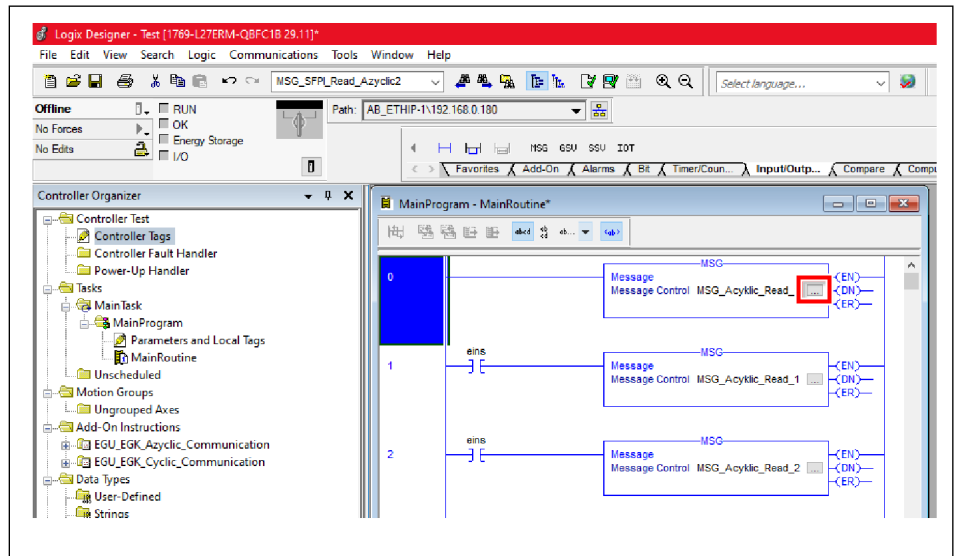 Logix Designer - Test [1769-L27ERM-QBFC1B 29.11]*
File Edit View Search Logic Communications Tools Window Help
MSG_SFPI_Read_Azyclic2
Select language...
Offline
RUN
Path: AB_ETHIP-1\192.168.0.180
No Forces
OK
No Edits
Energy Storage
I/O
MSG GSV SSV IOT
Favorites Add-On Alarms Bit Timer/Coun... Input/Outp... Compare
Controller Organizer
Controller Test
Controller Tags
Controller Fault Handler
Power-Up Handler
Tasks
MainTask
MainProgram
Parameters and Local Tags
MainRoutine
Unscheduled
Motion Groups
Ungrouped Axes
Add-On Instructions
EGU_EGK_Azyclic_Communication
EGU_EGK_Cyclic_Communication
Data Types
User-Defined
Strings
MainProgram - MainRoutine*
abcd ab... <ab>
0
MSG
Message
Message Control MSG_Acyklic_Read_ ...
(EN)
(DN)
(ER)
1
eins
MSG
Message
Message Control MSG_Acyklic_Read_1 ...
(EN)
(DN)
(ER)
2
eins
MSG
Message
Message Control MSG_Acyklic_Read_2 ...
(EN)
(DN)
(ER)